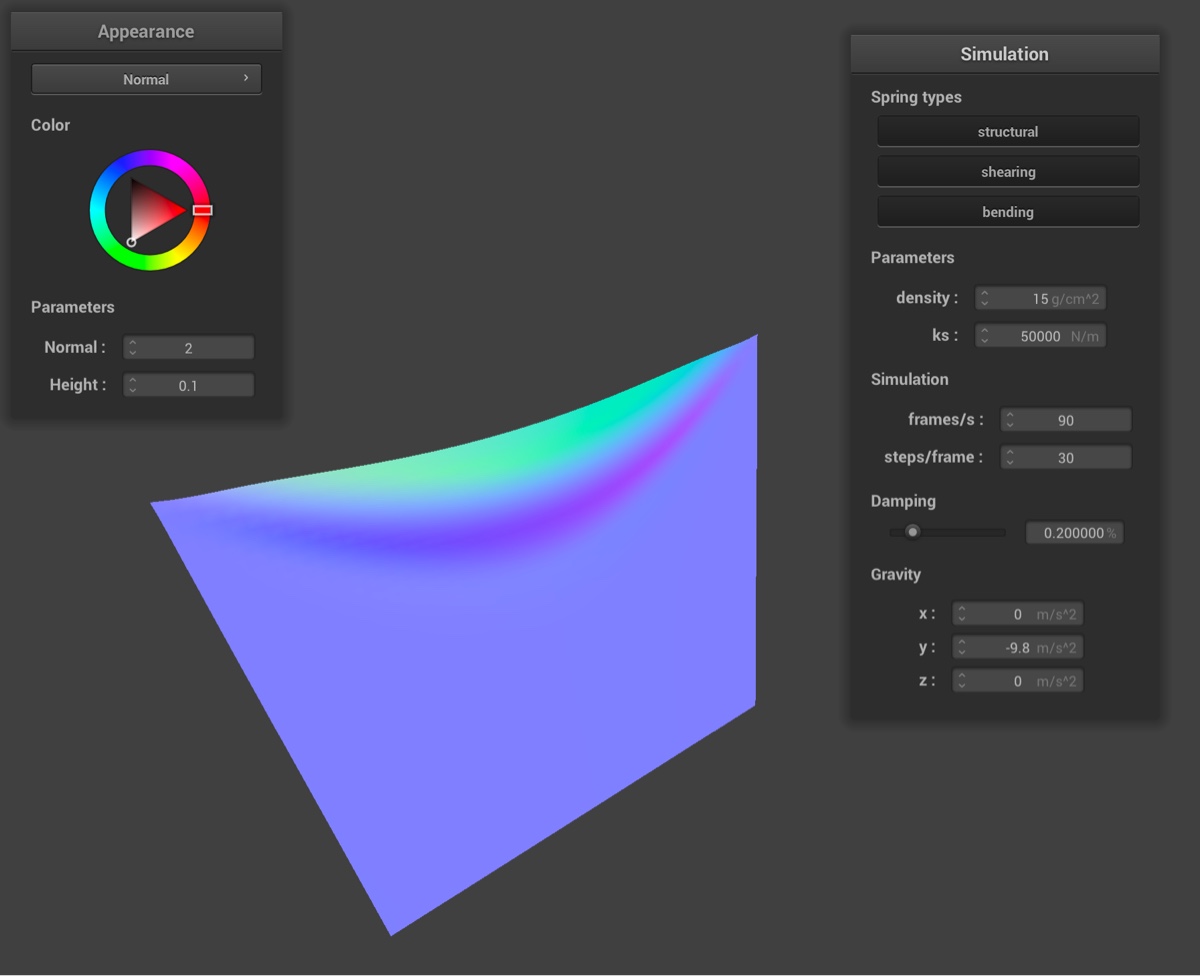 Appearance
Normal
Color
Parameters
Normal : 2
Height : 0.1
Simulation
Spring types
structural
shearing
bending
Parameters
density : 15 g/cm^2
ks : 50000 N/m
Simulation
frames/s : 90
steps/frame : 30
Damping
0.200000 %
Gravity
x : 0 m/s^2
y : -9.8 m/s^2
z : 0 m/s^2